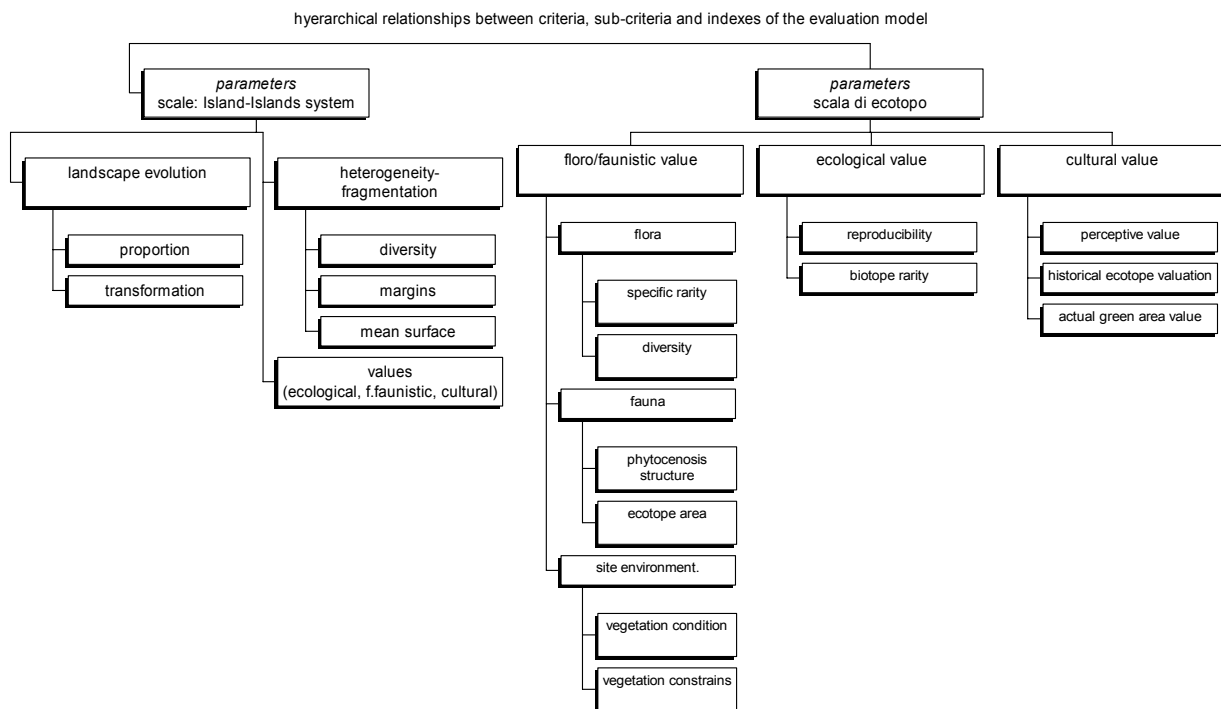 hyerarchical relationships between criteria, sub-criteria and indexes of the evaluation model
parameters
scale: Island-Islands system
landscape evolution
proportion
transformation
heterogeneity-
fragmentation
diversity
margins
mean surface
values
(ecological, f.faunistic, cultural)
parameters
scala di ecotopo
floro/faunistic value
flora
specific rarity
diversity
fauna
phytocenosis
structure
ecotope area
site environment.
vegetation condition
vegetation constrains
ecological value
reproducibility
biotope rarity
cultural value
perceptive value
historical ecotope valuation
actual green area value